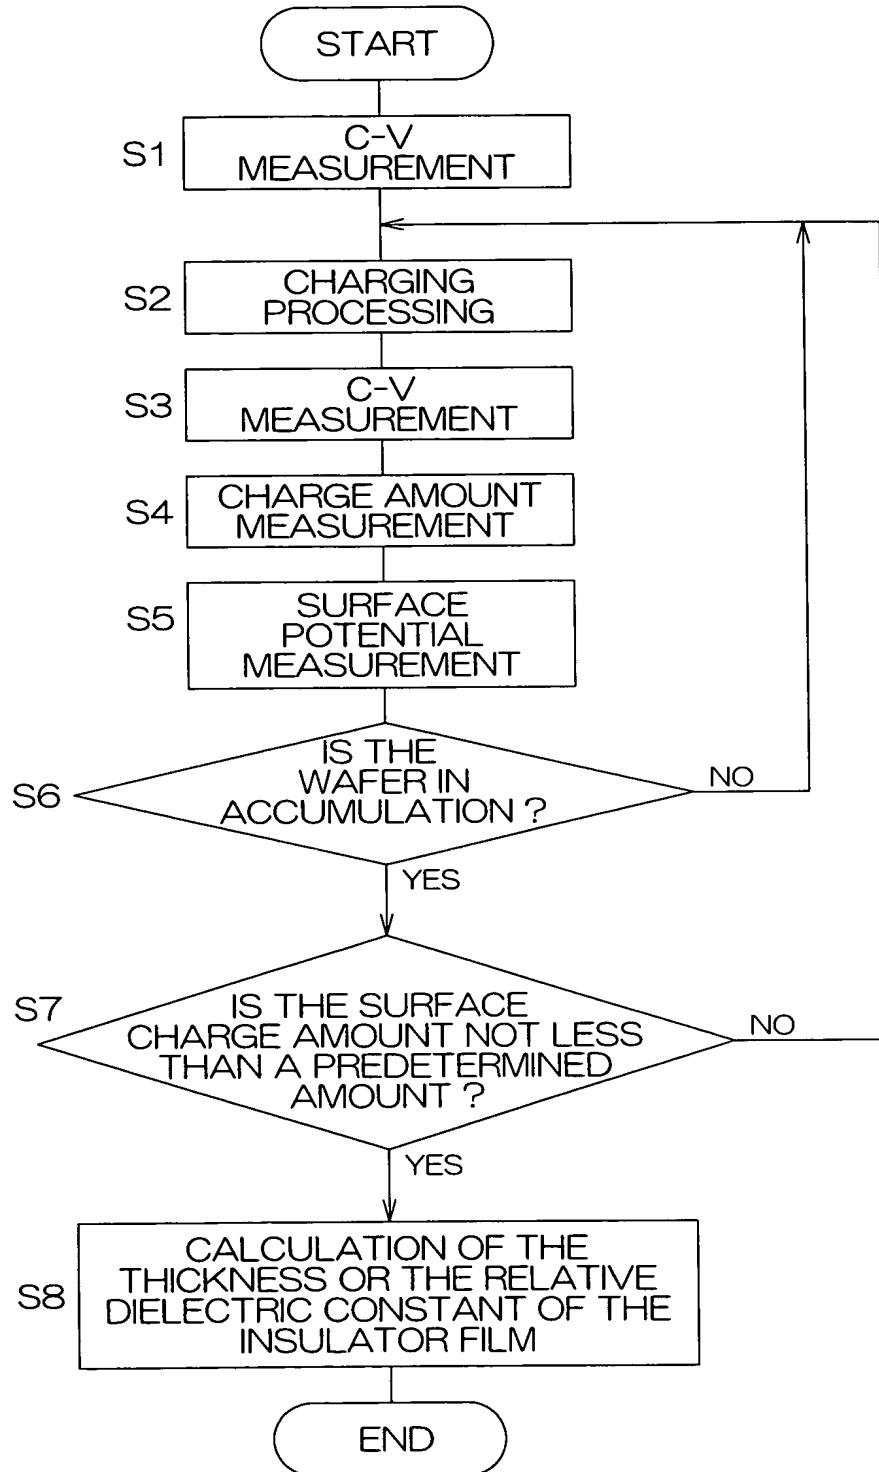 START
S1
C-V
MEASUREMENT
S2
CHARGING
PROCESSING
S3
C-V
MEASUREMENT
S4
CHARGE AMOUNT
MEASUREMENT
S5
SURFACE
POTENTIAL
MEASUREMENT
S6
IS THE
WAFER IN
ACCUMULATION ?
NO
YES
S7
IS THE SURFACE
CHARGE AMOUNT NOT LESS
THAN A PREDETERMINED
AMOUNT ?
NO
YES
S8
CALCULATION OF THE
THICKNESS OR THE RELATIVE
DIELECTRIC CONSTANT OF THE
INSULATOR FILM
END